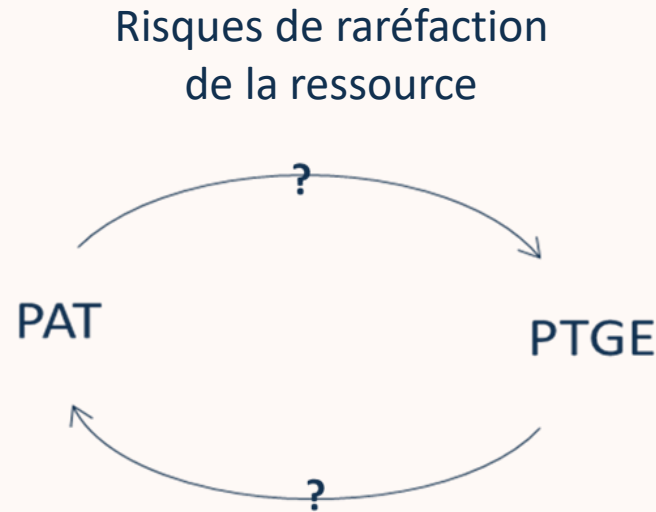 Risques de raréfaction
de la ressource
?
PAT
PTGE
?